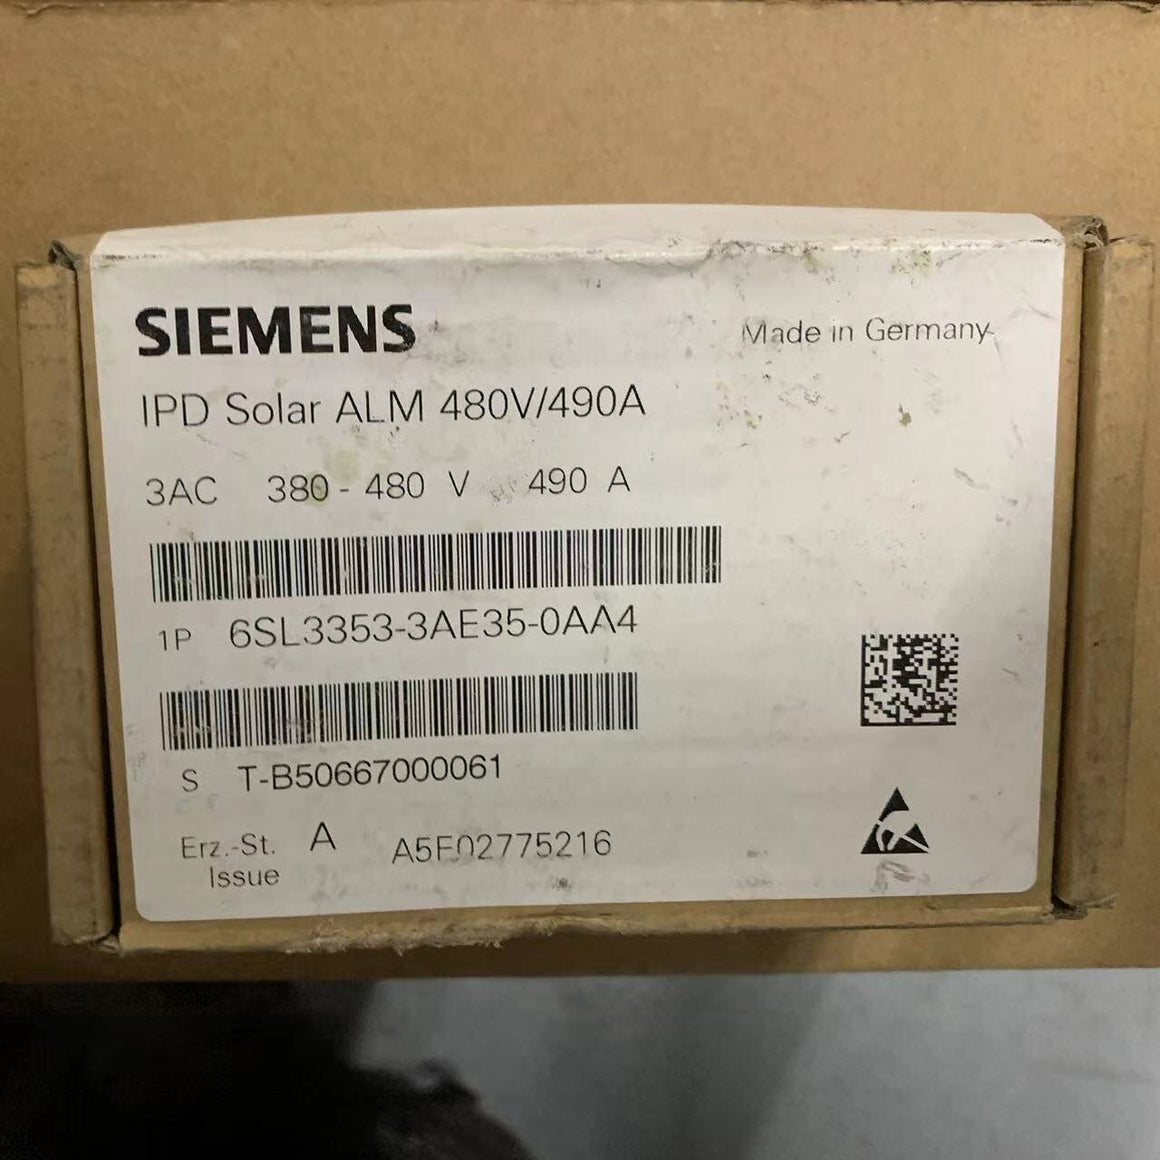 SIEMENS
Made in Germany
IPD Solar ALM 480V/490A
3AC 380 - 480 V 490 A
1P 6SL3353-3AE35-0AA4
S T-B50667000061
Erz.-St. A A5E02775216
Issue